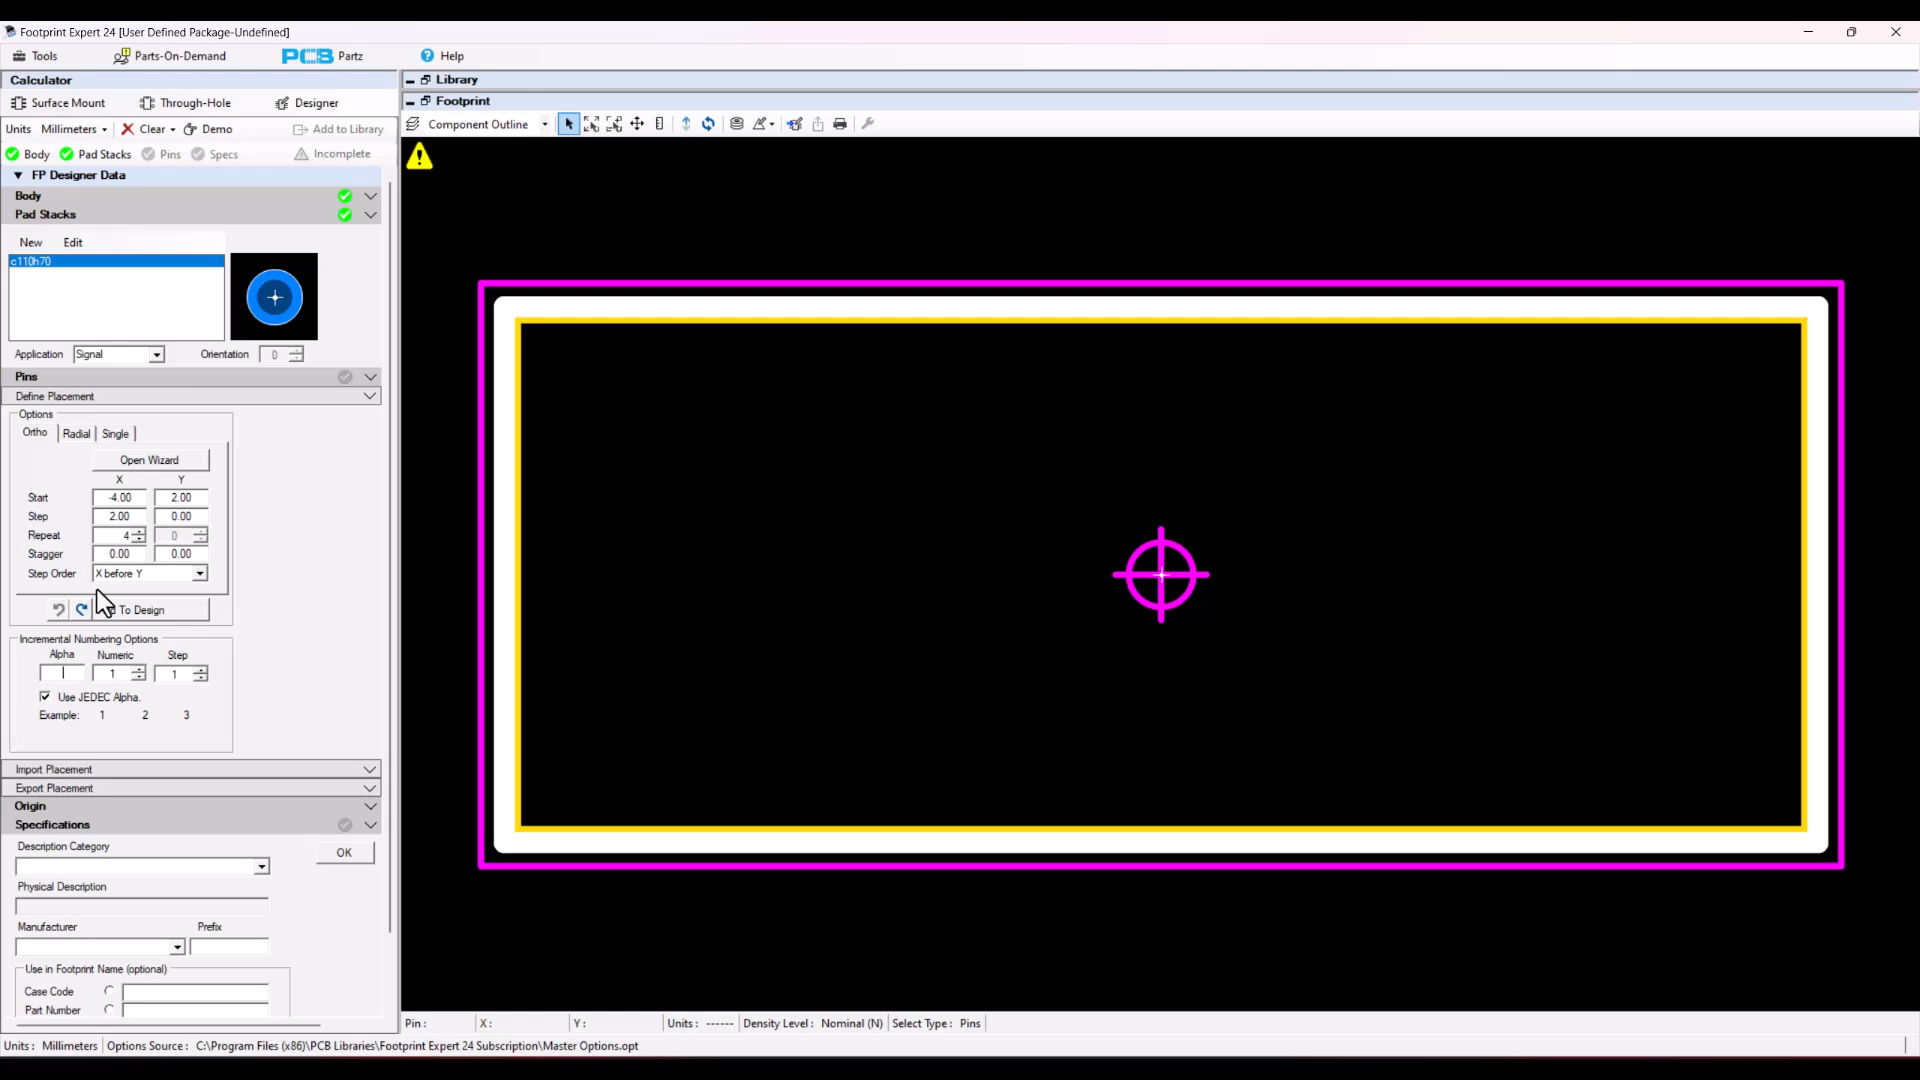 Footprint Expert 24 [User Defined Package-Undefined]
Tools Parts-On-Demand PCB Partz Help
Calculator
Library
Surface Mount Through-Hole Designer
Footprint
Component Outline
Units Millimeters Clear Demo Add to Library
Body Pad Stacks Pins Specs Incomplete
FP Designer Data
Body
Pad Stacks
New Edit
c110h70
Application Signal Orientation 0
Pins
Define Placement
Options
Ortho Radial Single
Open Wizard
X Y
Start -4.00 2.00
Step 2.00 0.00
Repeat 4 0
Stagger 0.00 0.00
Step Order X before Y
To Design
Incremental Numbering Options
Alpha Numeric Step
1 1
Use JEDEC Alpha.
Example: 1 2 3
Import Placement
Export Placement
Origin
Specifications
Description Category
OK
Physical Description
Manufacturer Prefix
Use in Footprint Name (optional)
Case Code
Part Number
Pin : X: Y: Units : ------ Density Level : Nominal (N) Select Type : Pins
Units : Millimeters Options Source : C:\Program Files (x86)\PCB Libraries\Footprint Expert 24 Subscription\Master Options.opt